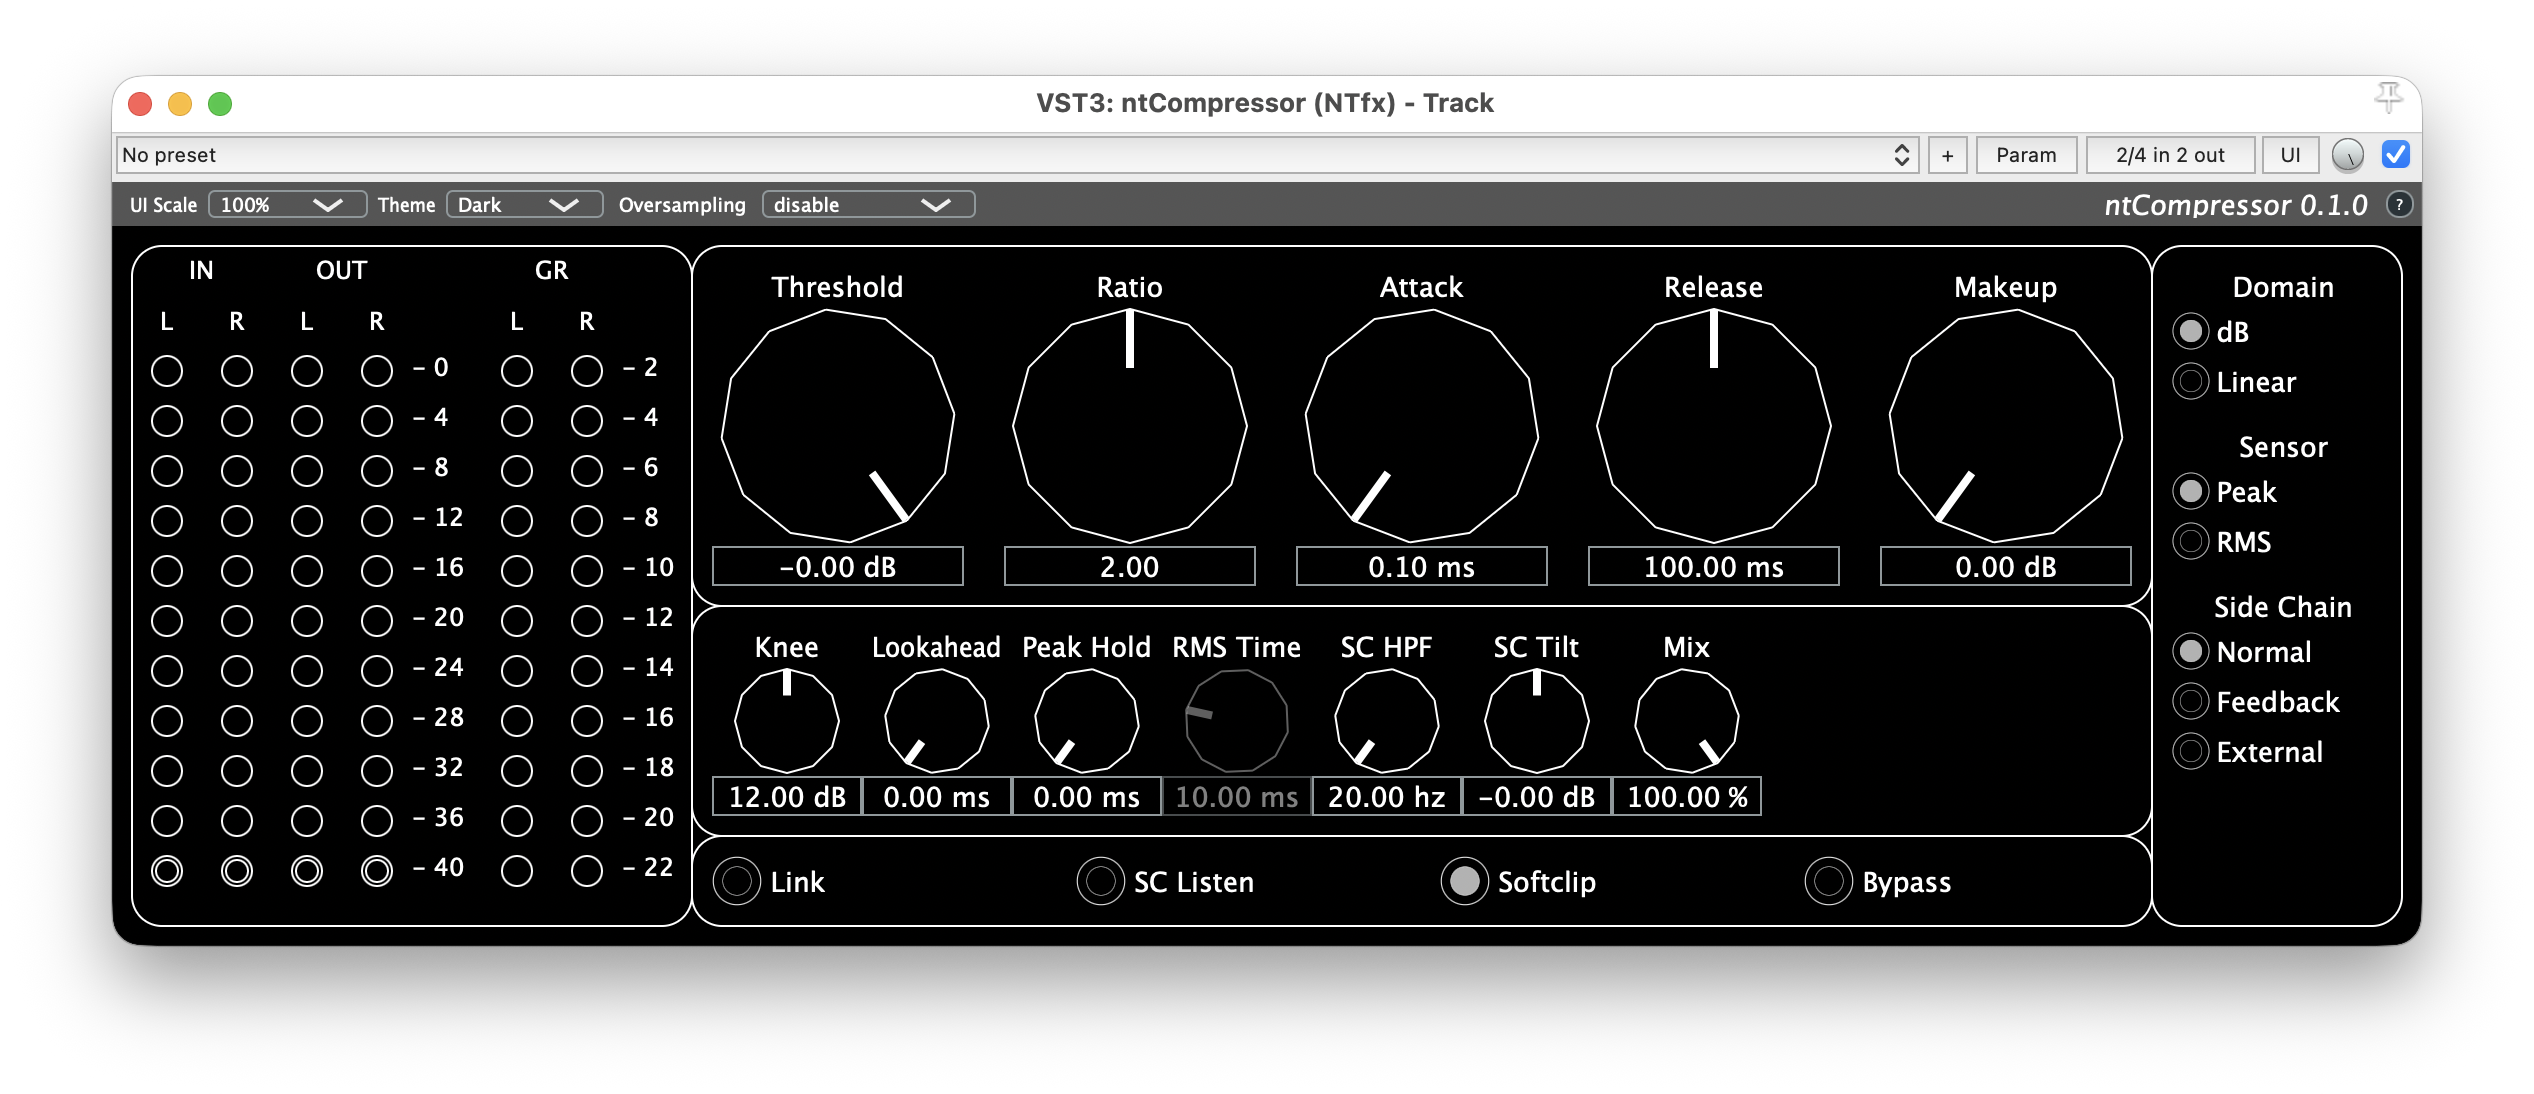 VST3: ntCompressor (NTfx) - Track
No preset + Param 2/4 in 2 out UI
UI Scale 100% Theme Dark Oversampling disable ntCompressor 0.1.0 ?
IN OUT GR
L R L R L R
- 0 - 2
- 4 - 4
- 8 - 6
- 12 - 8
- 16 - 10
- 20 - 12
- 24 - 14
- 28 - 16
- 32 - 18
- 36 - 20
- 40 - 22
Threshold Ratio Attack Release Makeup
-0.00 dB 2.00 0.10 ms 100.00 ms 0.00 dB
Knee Lookahead Peak Hold RMS Time SC HPF SC Tilt Mix
12.00 dB 0.00 ms 0.00 ms 10.00 ms 20.00 hz -0.00 dB 100.00 %
Link SC Listen Softclip Bypass
Domain
dB
Linear
Sensor
Peak
RMS
Side Chain
Normal
Feedback
External